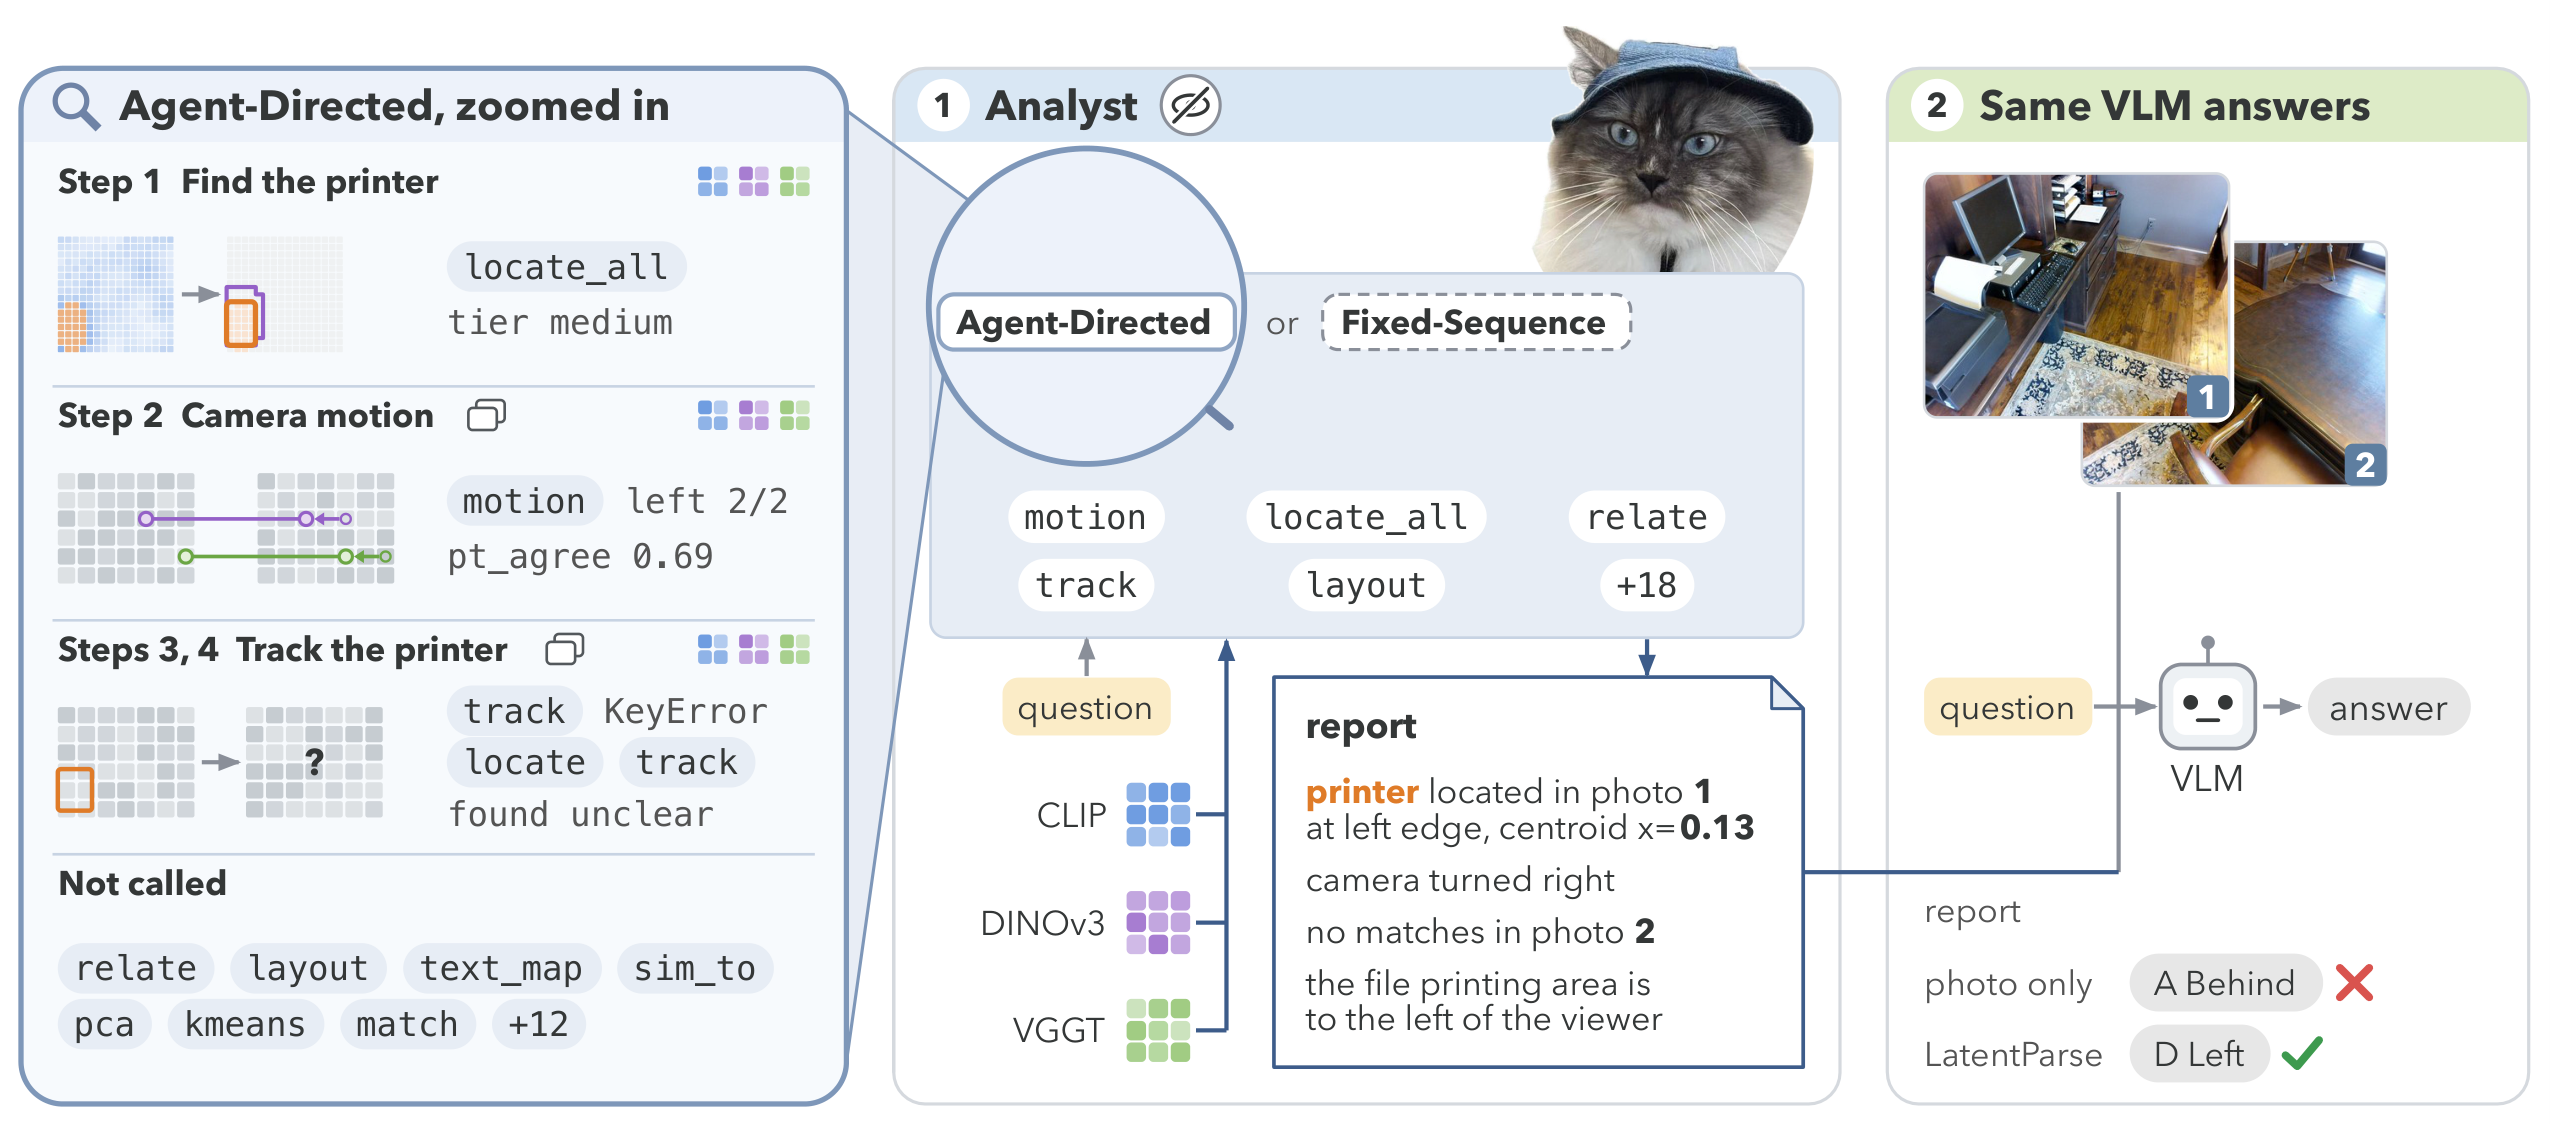 Agent-Directed, zoomed in
Step 1 Find the printer
locate_all
tier medium
Step 2 Camera motion
motion left 2/2
pt_agree 0.69
Steps 3, 4 Track the printer
track KeyError
locate track
?
found unclear
Not called
relate layout text_map sim_to
pca kmeans match +12
1 Analyst
Agent-Directed or Fixed-Sequence
motion locate_all relate
track layout +18
question
CLIP
DINOv3
VGGT
report
printer located in photo 1
at left edge, centroid x=0.13
camera turned right
no matches in photo 2
the file printing area is
to the left of the viewer
2 Same VLM answers
1
2
question
answer
VLM
report
photo only A Behind
LatentParse D Left